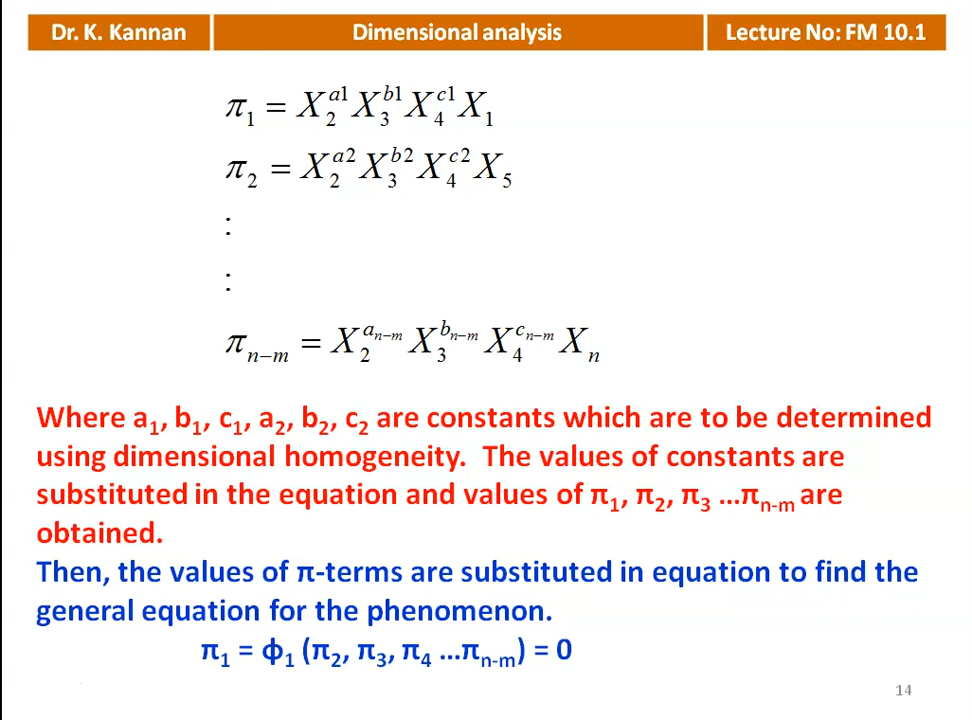 Dr. K. Kannan Dimensional analysis Lecture No: FM 10.1
π₁ = X₂^{a1} X₃^{b1} X₄^{c1} X₁
π₂ = X₂^{a2} X₃^{b2} X₄^{c2} X₅
:
:
π_{n−m} = X₂^{a_{n−m}} X₃^{b_{n−m}} X₄^{c_{n−m}} X_n
Where a₁, b₁, c₁, a₂, b₂, c₂ are constants which are to be determined
using dimensional homogeneity. The values of constants are
substituted in the equation and values of π₁, π₂, π₃ ...π_{n-m} are
obtained.
Then, the values of π-terms are substituted in equation to find the
general equation for the phenomenon.
π₁ = ϕ₁ (π₂, π₃, π₄ ...π_{n-m}) = 0
14